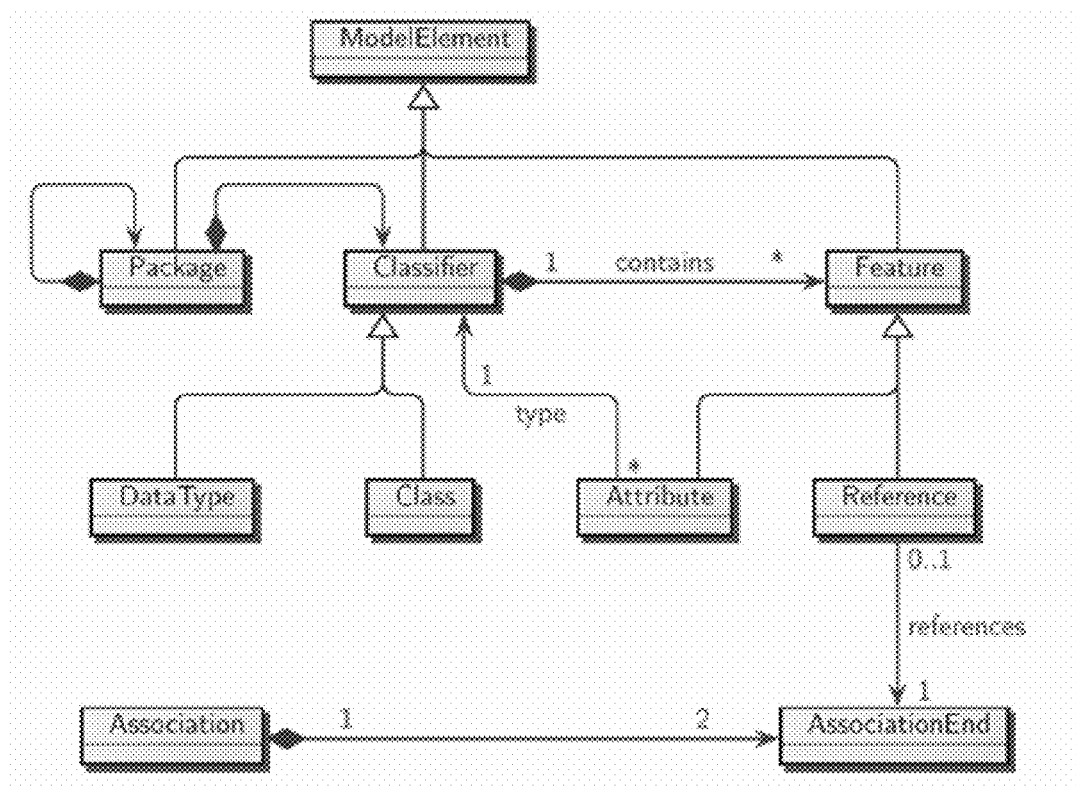 ModelElement
Package
Classifier
1 contains *
Feature
1
type
*
DataType
Class
Attribute
Reference
0..1
references
1
Association
1
2
AssociationEnd